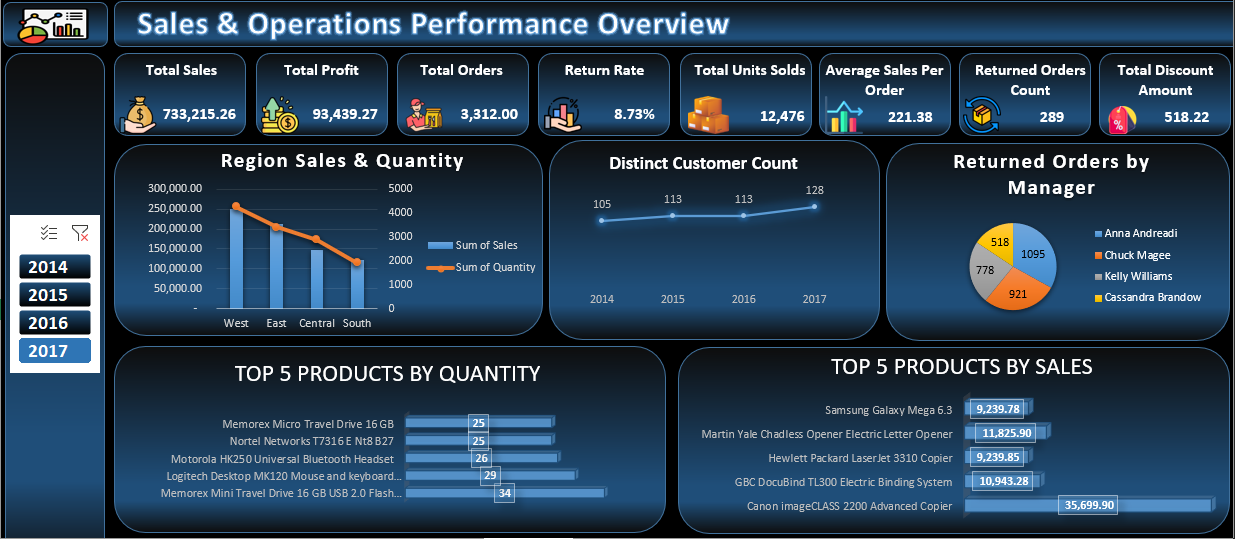 Sales & Operations Performance Overview
Total Sales
733,215.26
Total Profit
93,439.27
Total Orders
3,312.00
Return Rate
8.73%
Total Units Solds
12,476
Average Sales Per
Order
221.38
Returned Orders
Count
289
Total Discount
Amount
518.22
%
2014
2015
2016
2017
Region Sales & Quantity
300,000.00
250,000.00
200,000.00
150,000.00
100,000.00
50,000.00
-
5000
4000
3000
2000
1000
0
West East Central South
Sum of Sales
Sum of Quantity
Distinct Customer Count
105 113 113 128
2014 2015 2016 2017
Returned Orders by
Manager
518
1095
778
921
Anna Andreadi
Chuck Magee
Kelly Williams
Cassandra Brandow
TOP 5 PRODUCTS BY QUANTITY
Memorex Micro Travel Drive 16 GB 25
Nortel Networks T7316 E Nt8 B27 25
Motorola HK250 Universal Bluetooth Headset 26
Logitech Desktop MK120 Mouse and keyboard... 29
Memorex Mini Travel Drive 16 GB USB 2.0 Flash... 34
TOP 5 PRODUCTS BY SALES
Samsung Galaxy Mega 6.3 9,239.78
Martin Yale Chadless Opener Electric Letter Opener 11,825.90
Hewlett Packard LaserJet 3310 Copier 9,239.85
GBC DocuBind TL300 Electric Binding System 10,943.28
Canon imageCLASS 2200 Advanced Copier 35,699.90